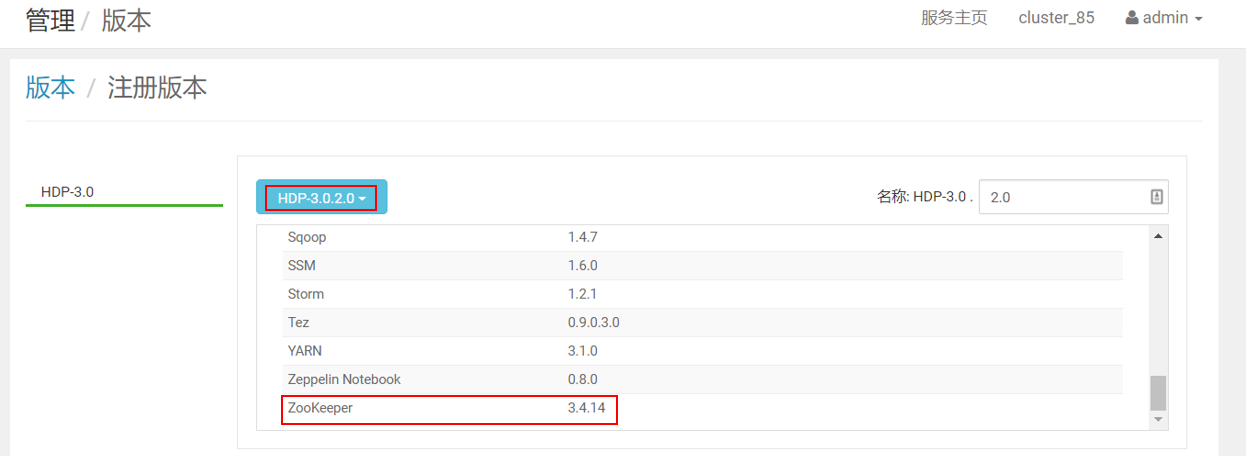 管理 / 版本 服务主页 cluster_85 admin
版本 / 注册版本
HDP-3.0
HDP-3.0.2.0 名称: HDP-3.0 . 2.0
Sqoop 1.4.7
SSM 1.6.0
Storm 1.2.1
Tez 0.9.0.3.0
YARN 3.1.0
Zeppelin Notebook 0.8.0
ZooKeeper 3.4.14